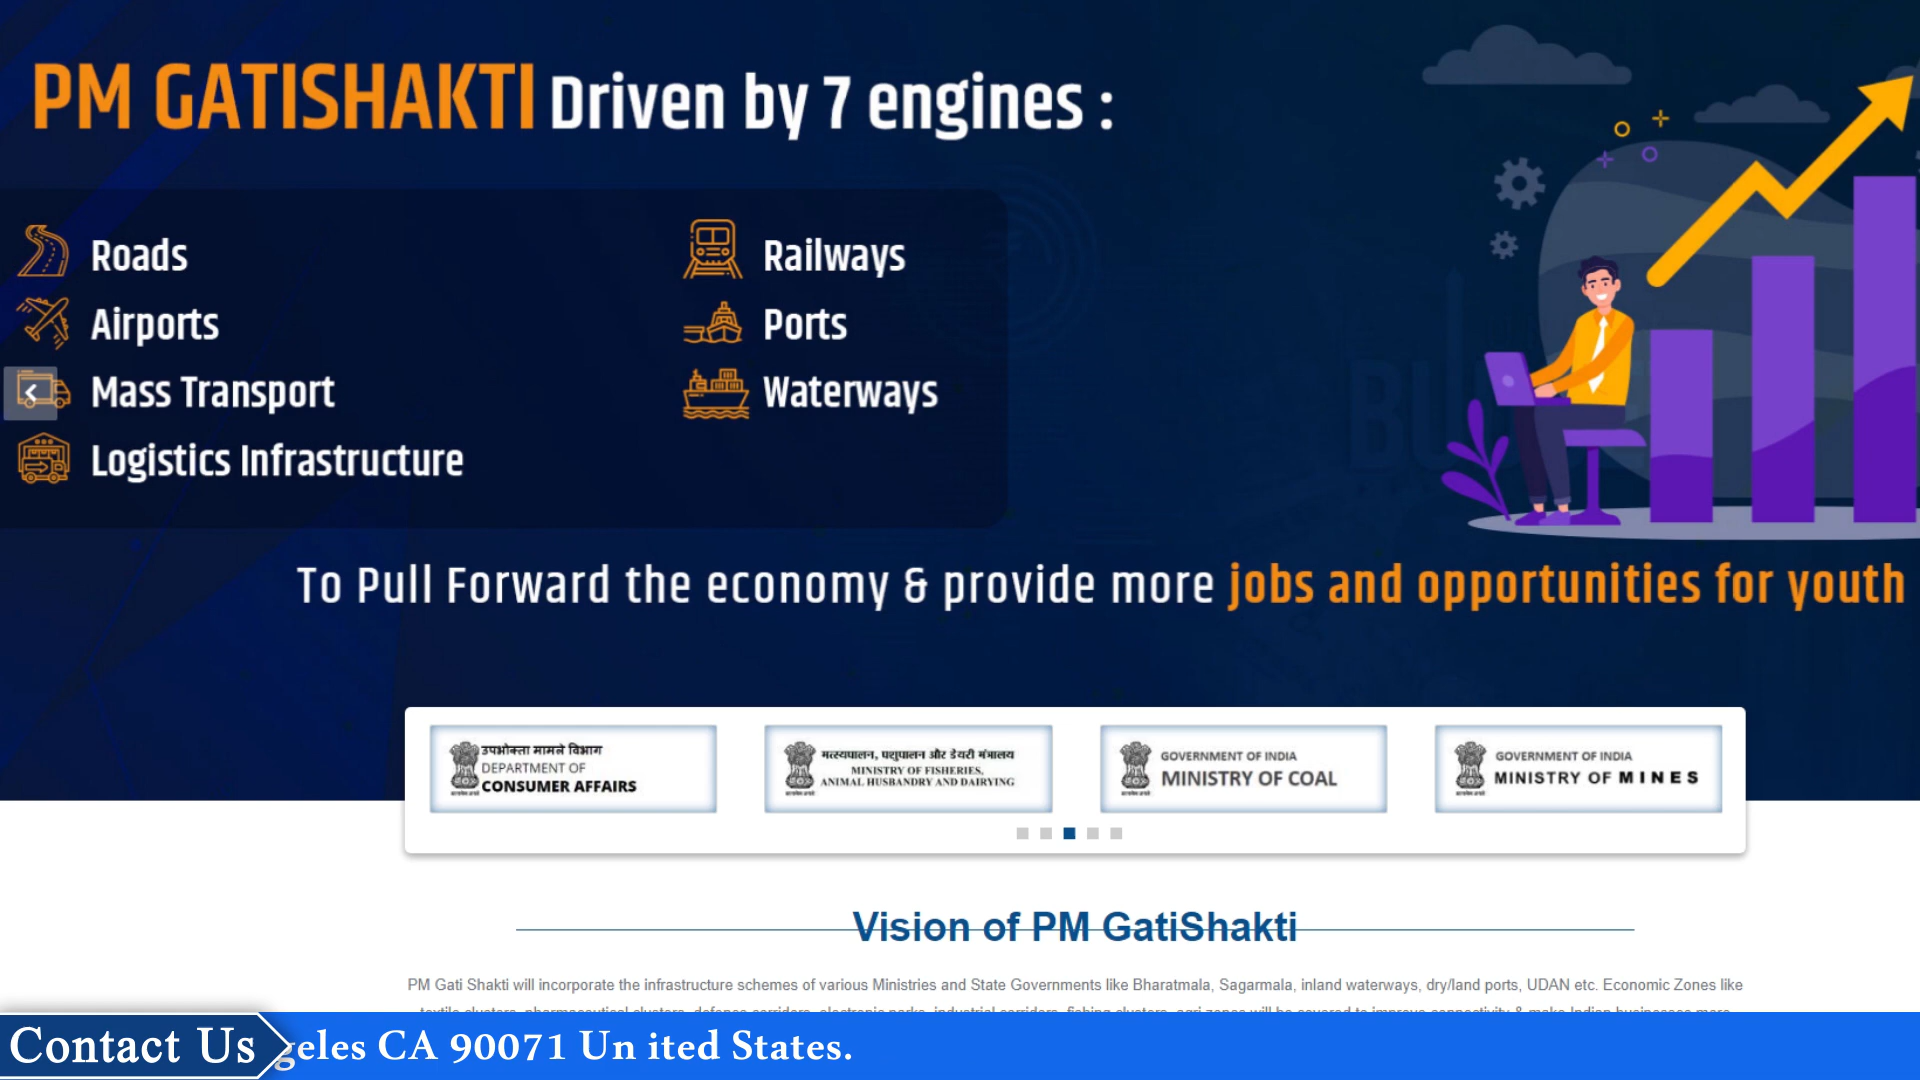 PM GATISHAKTI Driven by 7 engines :
Roads
Railways
Airports
Ports
Mass Transport
Waterways
Logistics Infrastructure
To Pull Forward the economy & provide more jobs and opportunities for youth
उपभोक्ता मामले विभाग
DEPARTMENT OF
CONSUMER AFFAIRS
मत्स्यपालन, पशुपालन और डेयरी मंत्रालय
MINISTRY OF FISHERIES,
ANIMAL HUSBANDRY AND DAIRYING
GOVERNMENT OF INDIA
MINISTRY OF COAL
GOVERNMENT OF INDIA
MINISTRY OF MINES
Vision of PM GatiShakti
PM Gati Shakti will incorporate the infrastructure schemes of various Ministries and State Governments like Bharatmala, Sagarmala, inland waterways, dry/land ports, UDAN etc. Economic Zones like
Contact Us geles CA 90071 Un ited States.